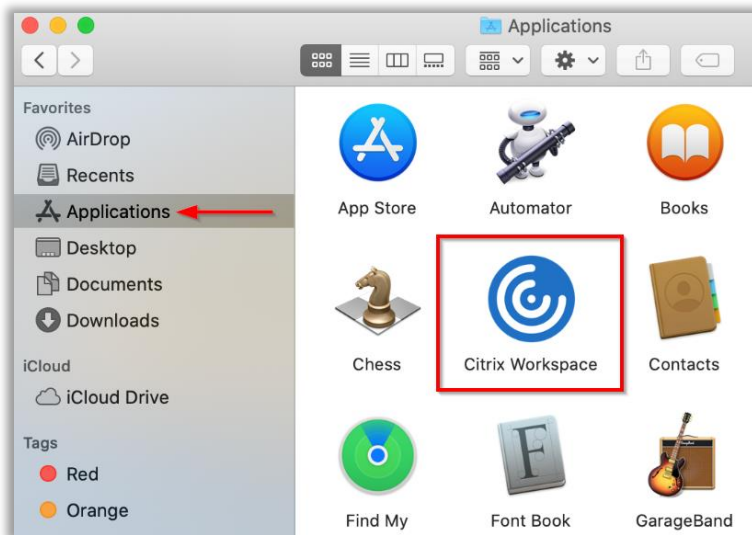 Applications
Favorites
AirDrop
Recents
Applications
Desktop
Documents
Downloads
iCloud
iCloud Drive
Tags
Red
Orange
App Store
Automator
Books
Chess
Citrix Workspace
Contacts
Find My
Font Book
GarageBand